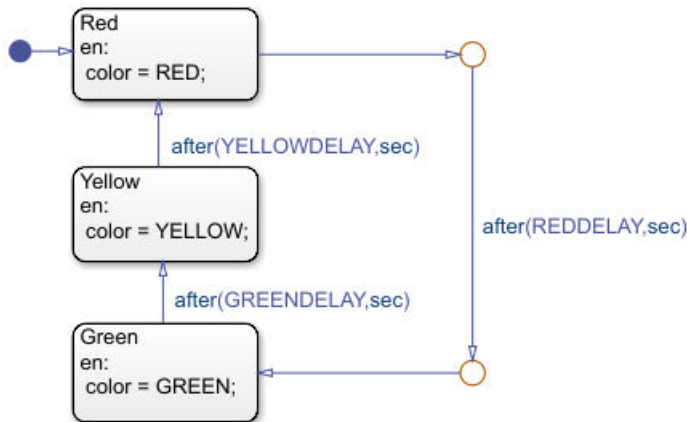 Red
en:
color = RED;
after(YELLOWDELAY,sec)
Yellow
en:
color = YELLOW;
after(REDDELAY,sec)
after(GREENDELAY,sec)
Green
en:
color = GREEN;